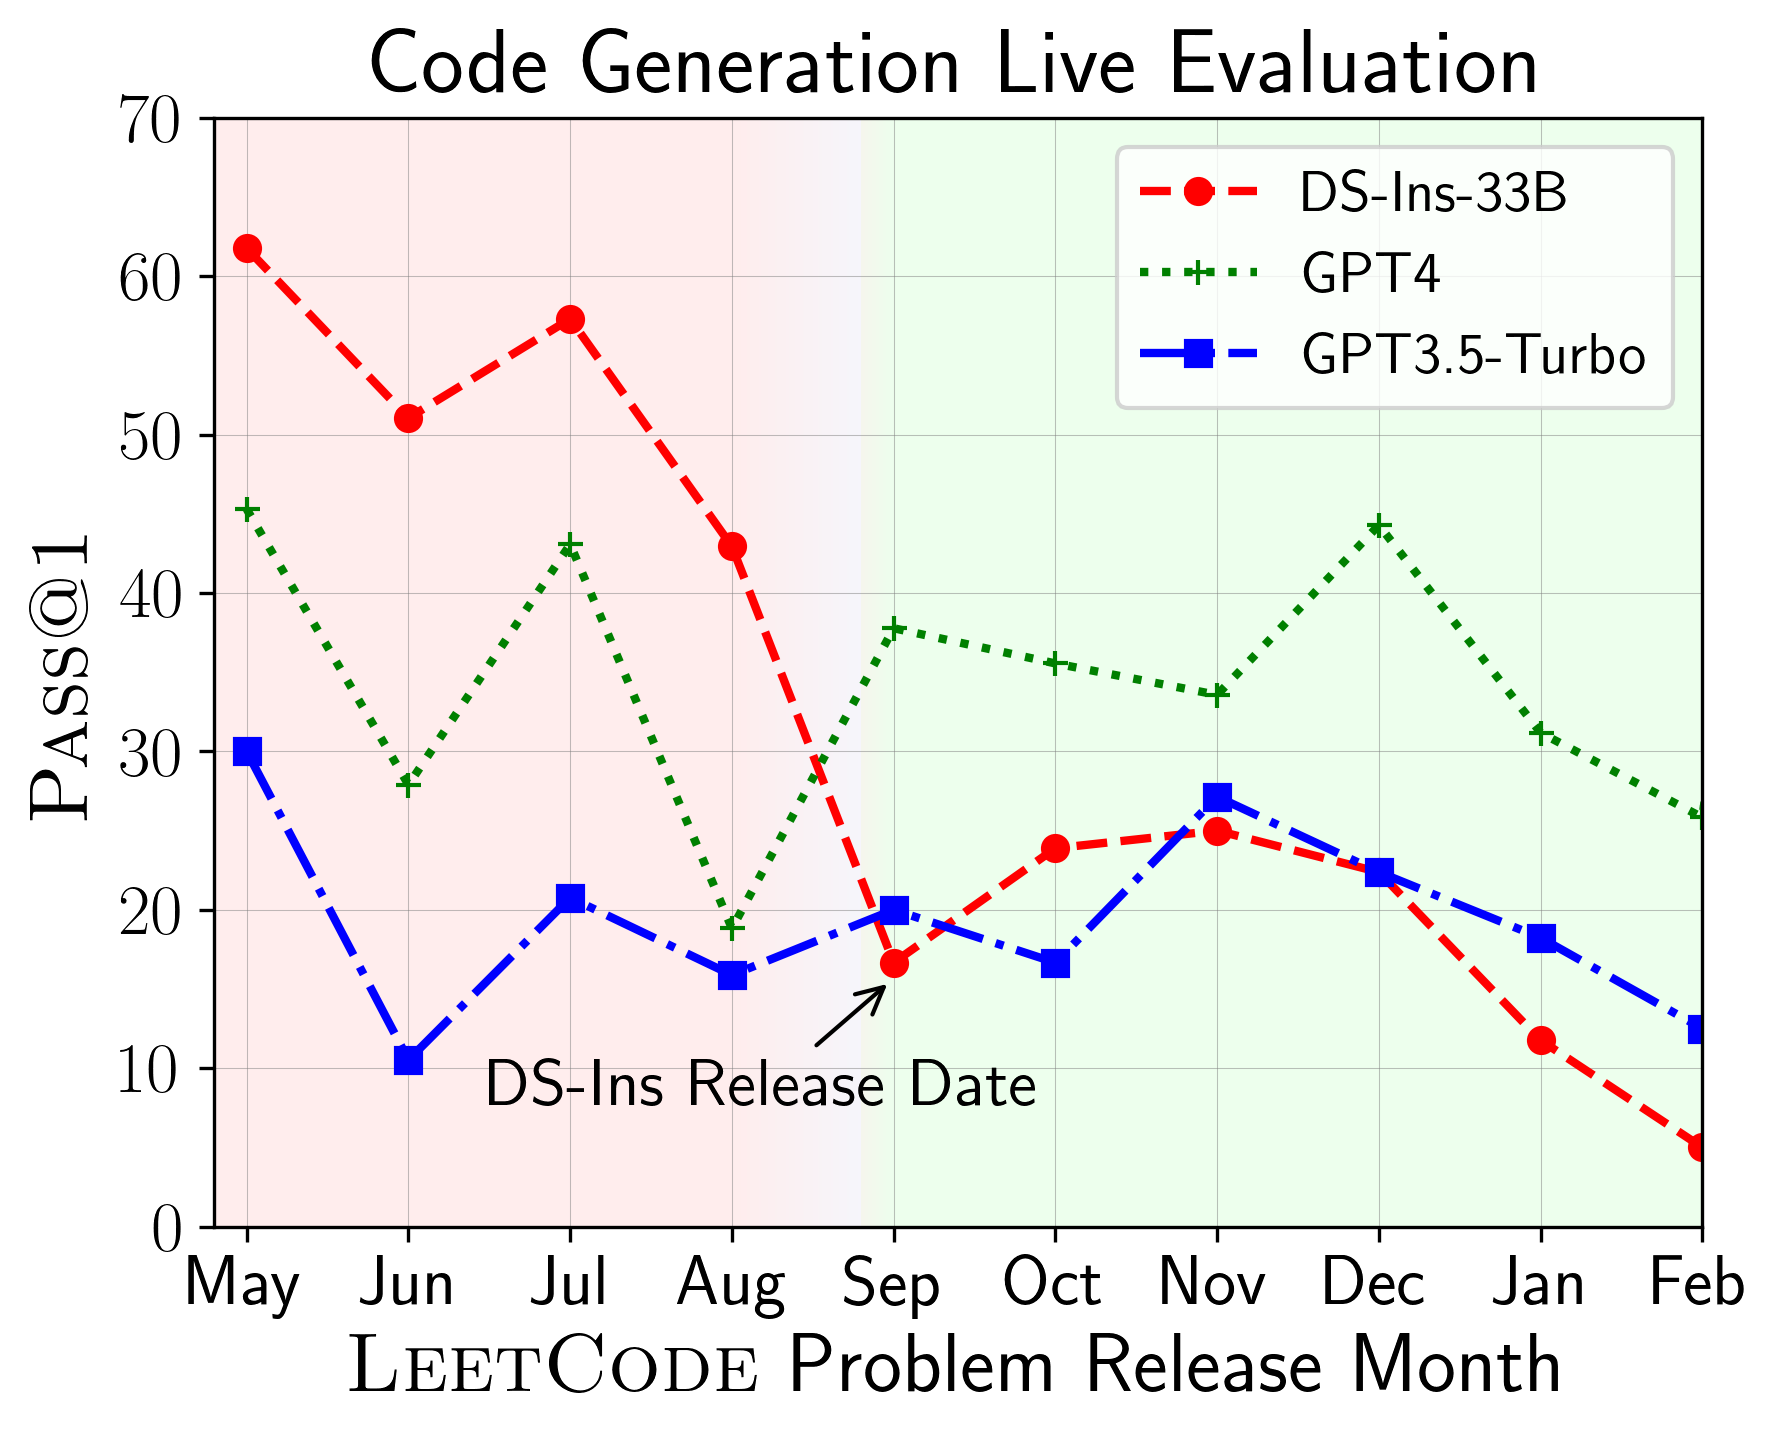 Code Generation Live Evaluation
70
60
50
40
30
20
10
0
PASS@1
DS-Ins-33B
GPT4
GPT3.5-Turbo
DS-Ins Release Date
May Jun Jul Aug Sep Oct Nov Dec Jan Feb
LEETCODE Problem Release Month